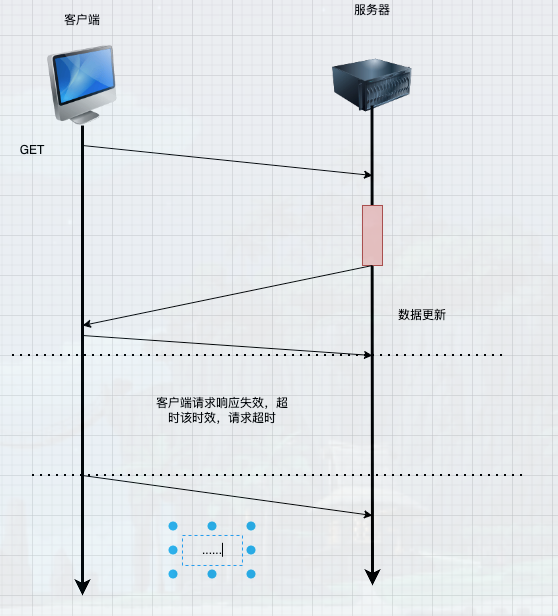 客户端
服务器
GET
数据更新
客户端请求响应失效，超
时该时效，请求超时
......